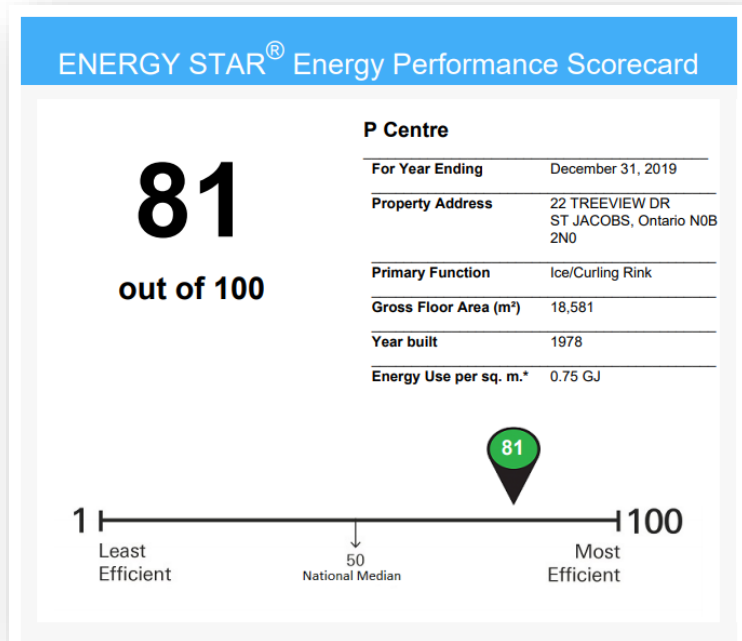 ENERGY STAR® Energy Performance Scorecard
81
out of 100
P Centre
For Year Ending December 31, 2019
Property Address 22 TREEVIEW DR
ST JACOBS, Ontario N0B
2N0
Primary Function Ice/Curling Rink
Gross Floor Area (m²) 18,581
Year built 1978
Energy Use per sq. m.* 0.75 GJ
81
1 100
Least Efficient
50
National Median
Most Efficient